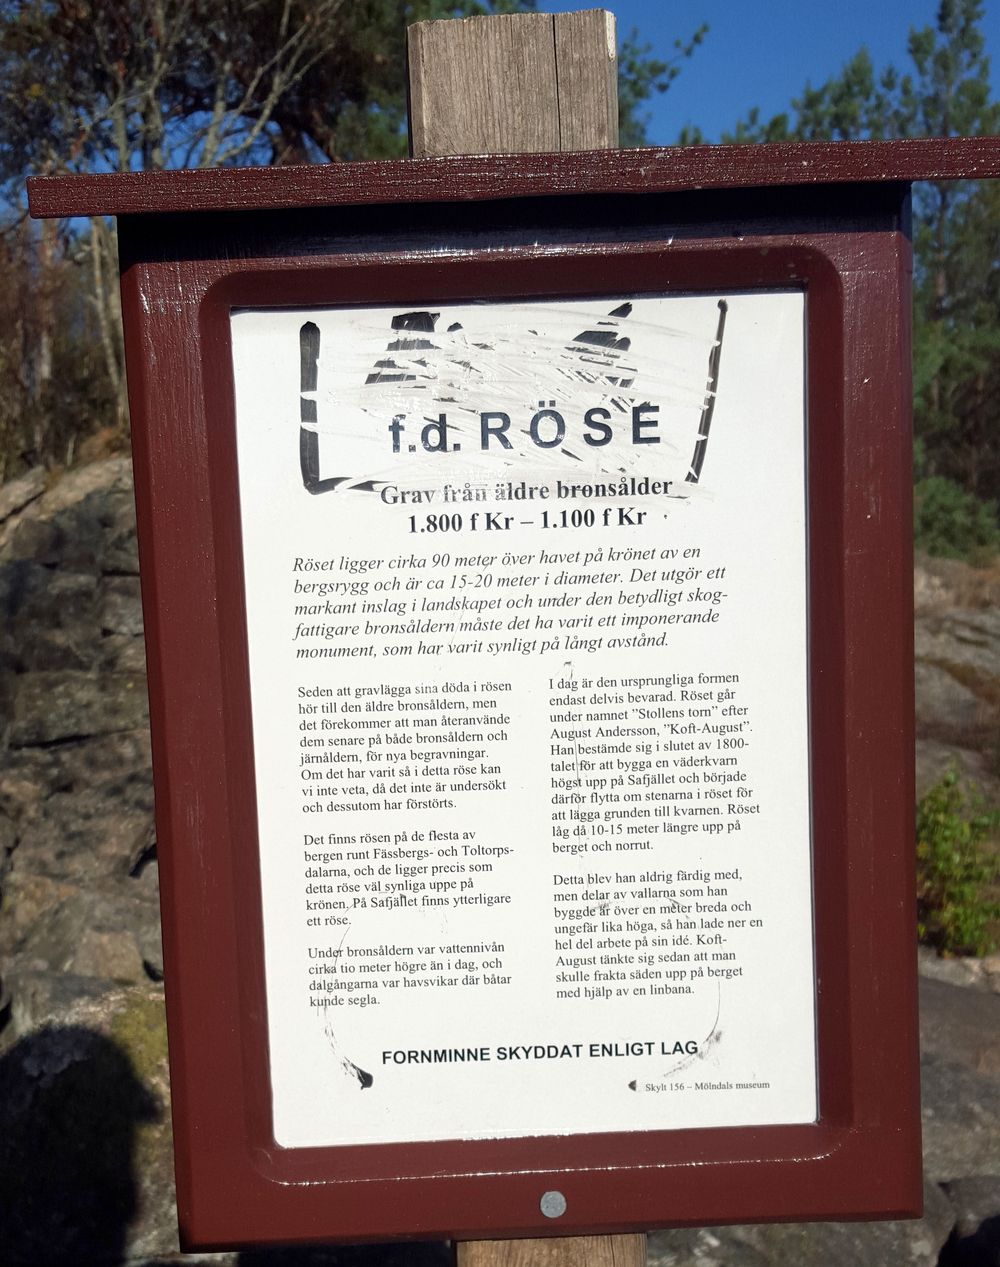 f.d. RÖSE
Grav från äldre bronsålder
1.800 f Kr – 1.100 f Kr
Röset ligger cirka 90 meter över havet på krönet av en
bergsrygg och är ca 15-20 meter i diameter. Det utgör ett
markant inslag i landskapet och under den betydligt skog-
fattigare bronsåldern måste det ha varit ett imponerande
monument, som har varit synligt på långt avstånd.
Seden att gravlägga sina döda i rösen
hör till den äldre bronsåldern, men
det förekommer att man återanvände
dem senare på både bronsåldern och
järnåldern, för nya begravningar.
Om det har varit så i detta röse kan
vi inte veta, då det inte är undersökt
och dessutom har förstörts.
Det finns rösen på de flesta av
bergen runt Fässbergs- och Toltorps-
dalarna, och de ligger precis som
detta röse väl synliga uppe på
krönen. På Safjället finns ytterligare
ett röse.
Under bronsåldern var vattennivån
cirka tio meter högre än i dag, och
dalgångarna var havsvikar där båtar
kunde segla.
I dag är den ursprungliga formen
endast delvis bevarad. Röset går
under namnet ”Stollens torn” efter
August Andersson, ”Koft-August”.
Han bestämde sig i slutet av 1800-
talet för att bygga en väderkvarn
högst upp på Safjället och började
därför flytta om stenarna i röset för
att lägga grunden till kvarnen. Röset
låg då 10-15 meter längre upp på
berget och norrut.
Detta blev han aldrig färdig med,
men delar av vallarna som han
byggde är över en meter breda och
ungefär lika höga, så han lade ner en
hel del arbete på sin idé. Koft-
August tänkte sig sedan att man
skulle frakta säden upp på berget
med hjälp av en linbana.
FORNMINNE SKYDDAT ENLIGT LAG
Skylt 156 – Mölndals museum